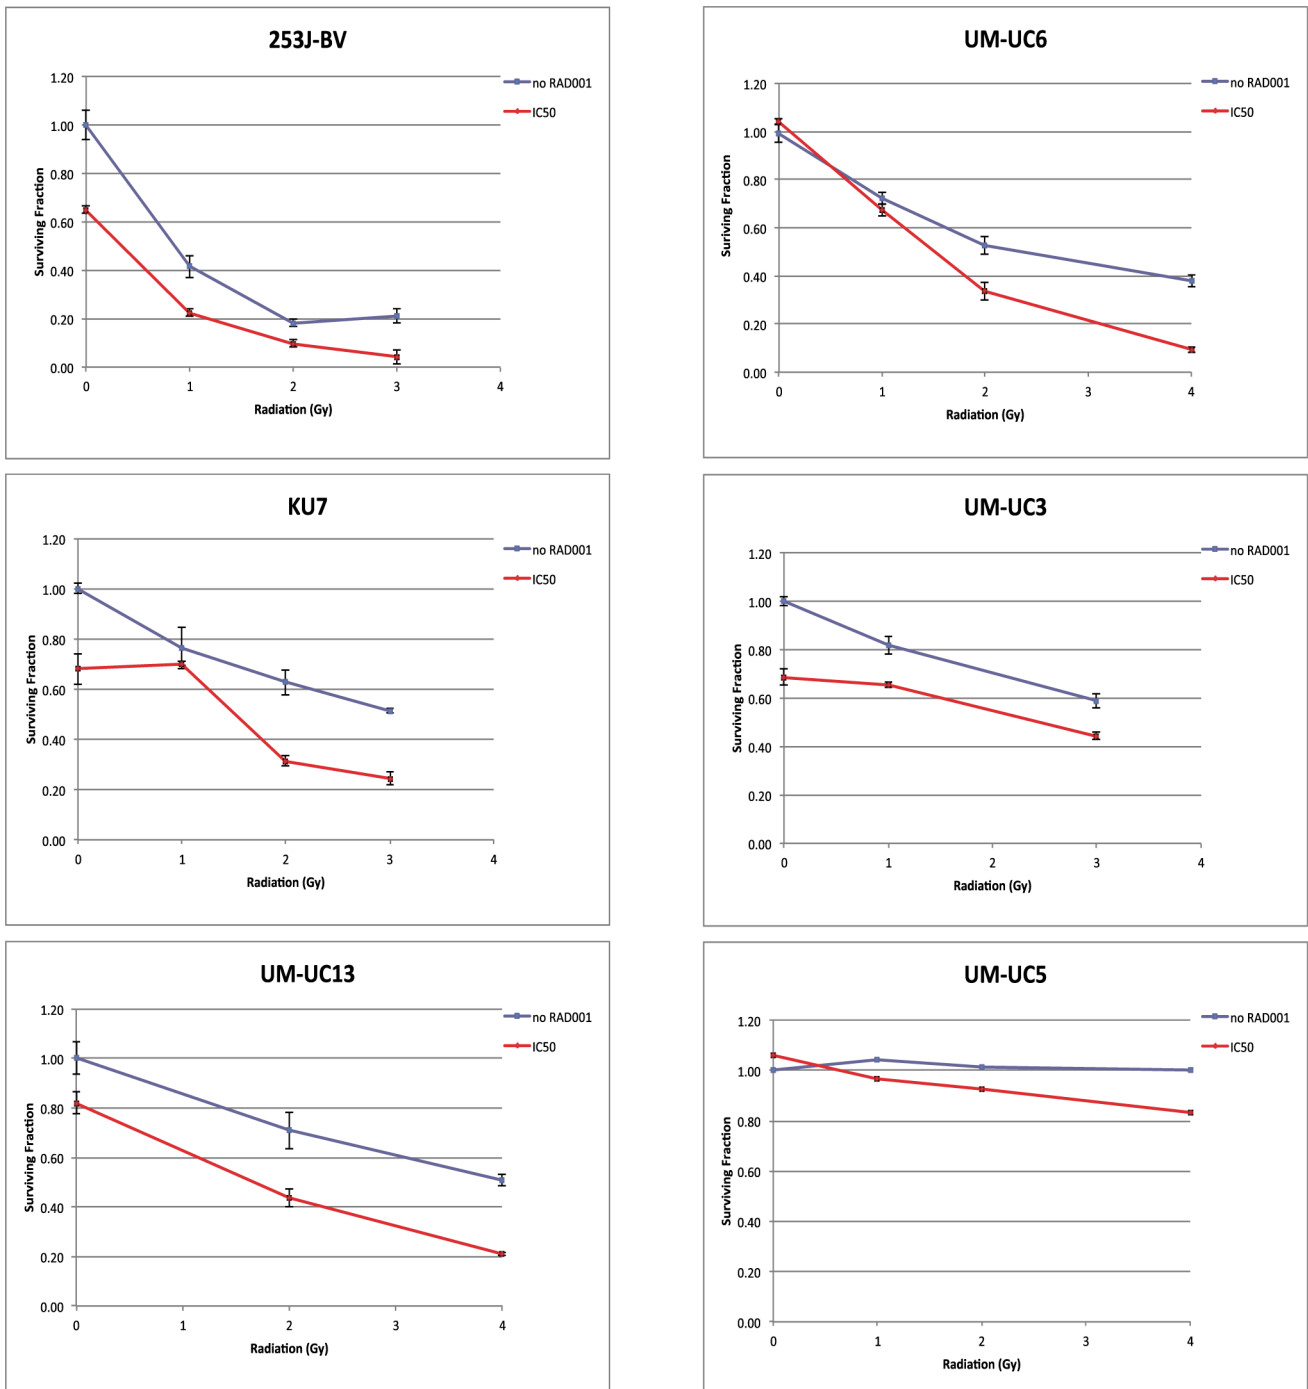 253J-BV
1.20
1.00
0.80
0.60
0.40
0.20
0.00
Surviving Fraction
0 1 2 3 4
Radiation (Gy)
no RAD001
IC50
UM-UC6
1.20
1.00
0.80
0.60
0.40
0.20
0.00
Suriving Fraction
0 1 2 3 4
Radiation (Gy)
no RAD001
IC50
KU7
1.20
1.00
0.80
0.60
0.40
0.20
0.00
Surviving Fraction
0 1 2 3 4
Radiation (Gy)
no RAD001
IC50
UM-UC3
1.20
1.00
0.80
0.60
0.40
0.20
0.00
Surviving Fraction
0 1 2 3 4
Radiation (Gy)
no RAD001
IC50
UM-UC13
1.20
1.00
0.80
0.60
0.40
0.20
0.00
Surviving Fraction
0 1 2 3 4
Radiation (Gy)
no RAD001
IC50
UM-UC5
1.20
1.00
0.80
0.60
0.40
0.20
0.00
Surviving Fraction
0 1 2 3 4
Radiation (Gy)
no RAD001
IC50